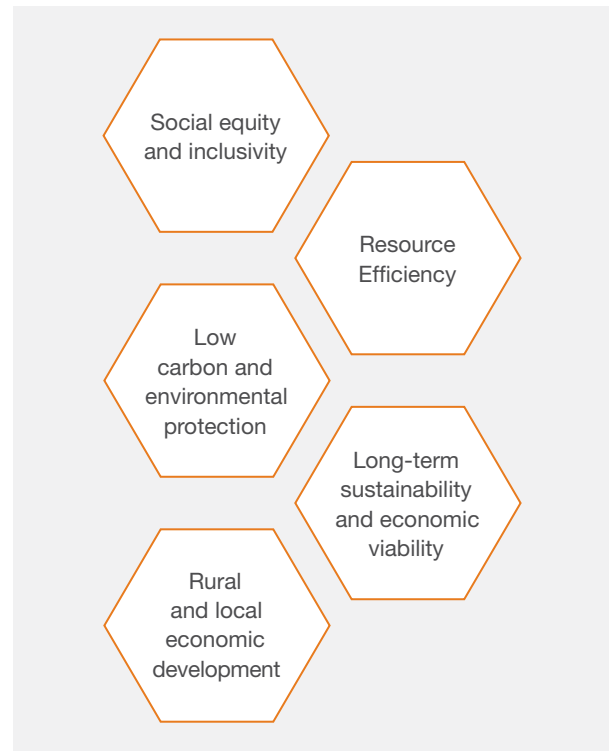 Social equity
and inclusivity
Resource
Efficiency
Low
carbon and
environmental
protection
Long-term
sustainability
and economic
viability
Rural
and local
economic
development